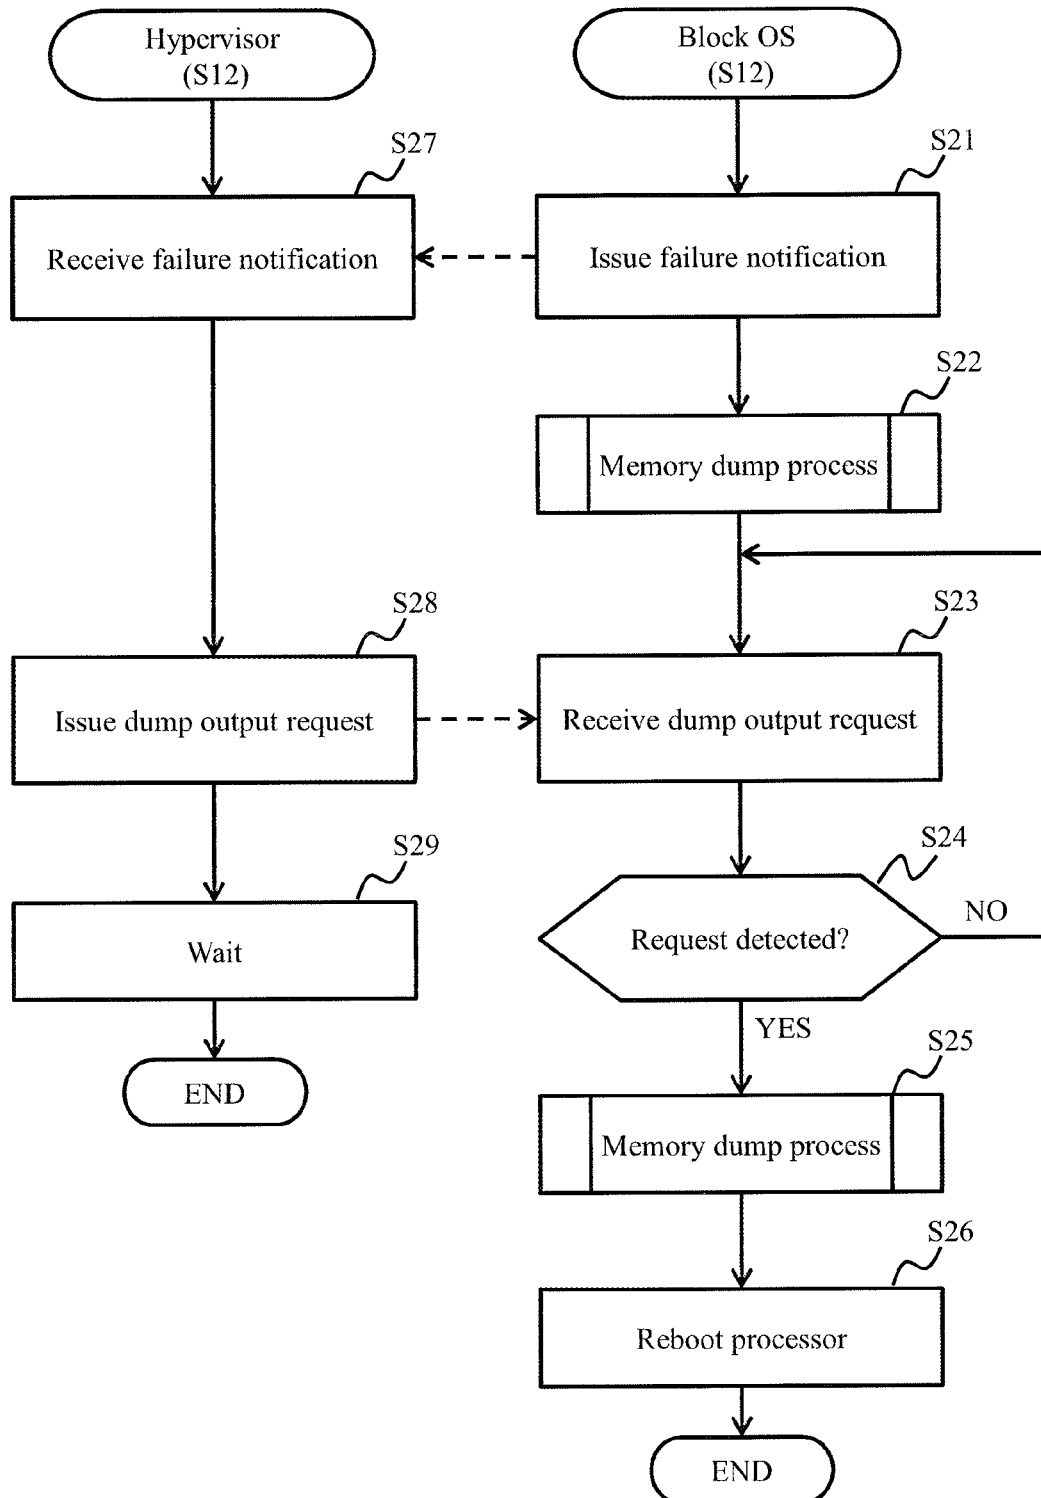 Hypervisor
(S12)
Block OS
(S12)
S27
S21
Receive failure notification
Issue failure notification
S22
Memory dump process
S28
S23
Issue dump output request
Receive dump output request
S29
S24
Wait
Request detected?
NO
YES
END
S25
Memory dump process
S26
Reboot processor
END